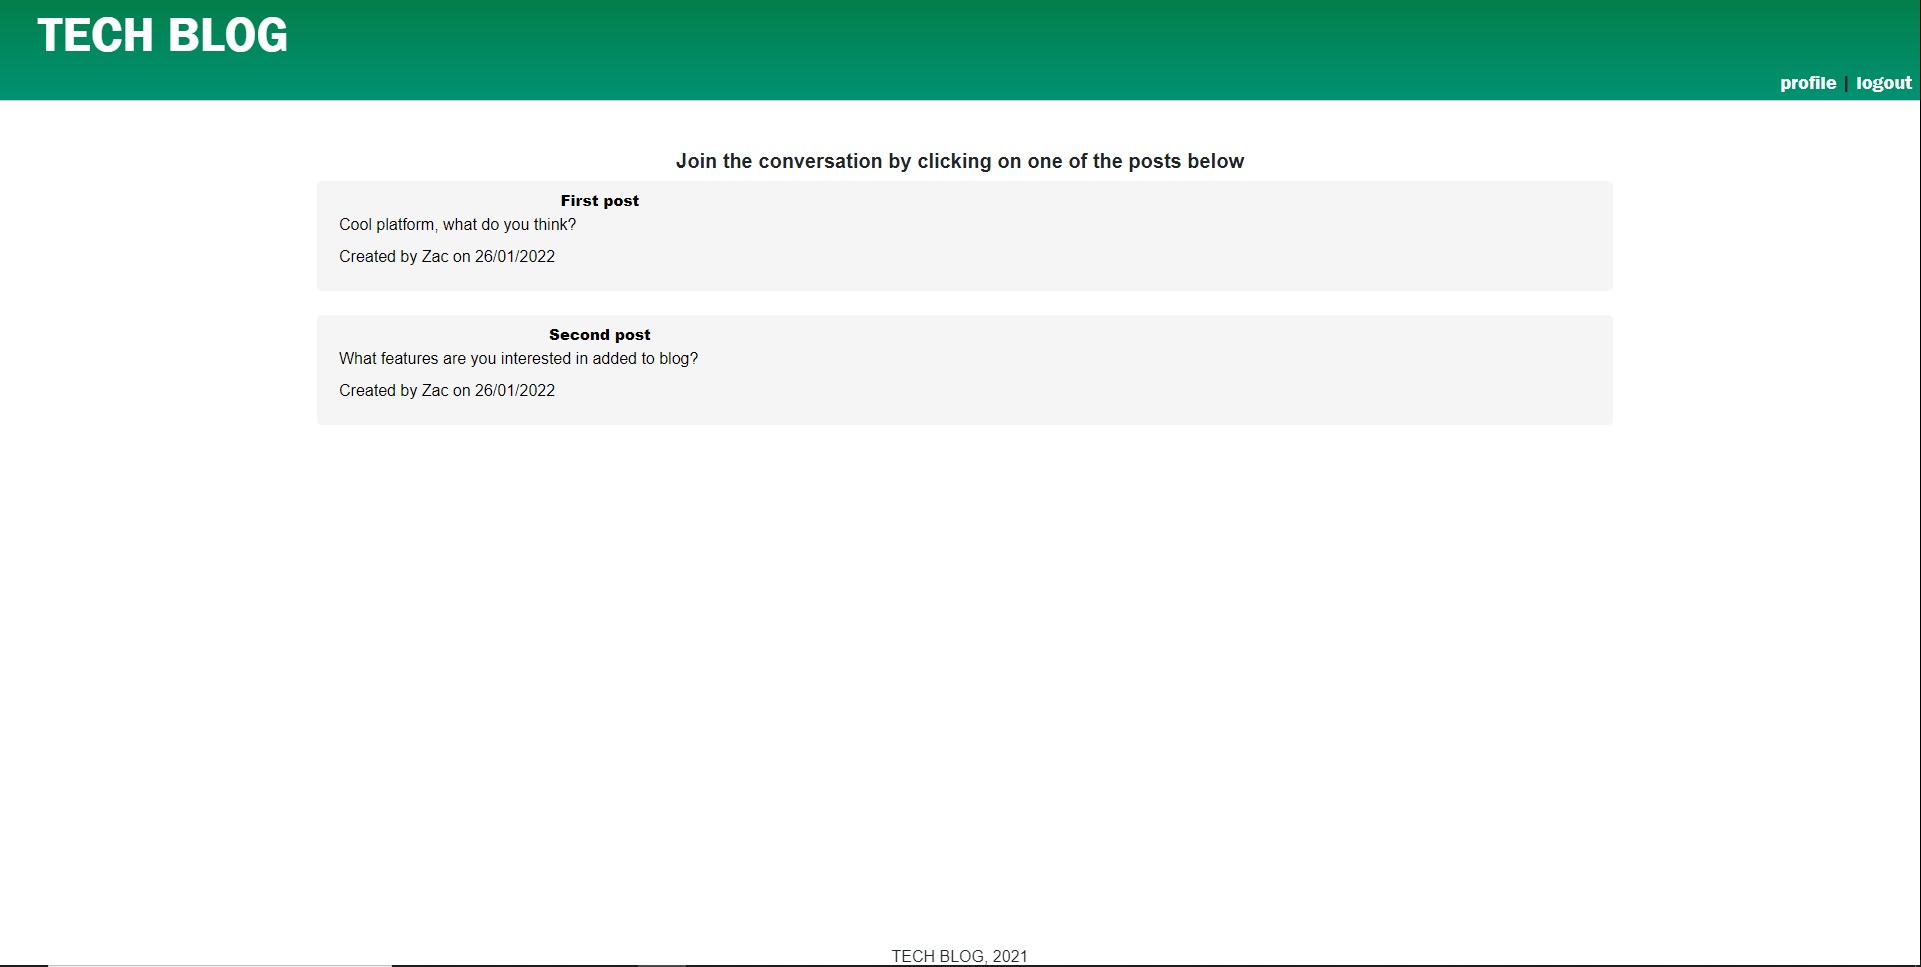 TECH BLOG
profile | logout
Join the conversation by clicking on one of the posts below
First post
Cool platform, what do you think?
Created by Zac on 26/01/2022
Second post
What features are you interested in added to blog?
Created by Zac on 26/01/2022
TECH BLOG, 2021